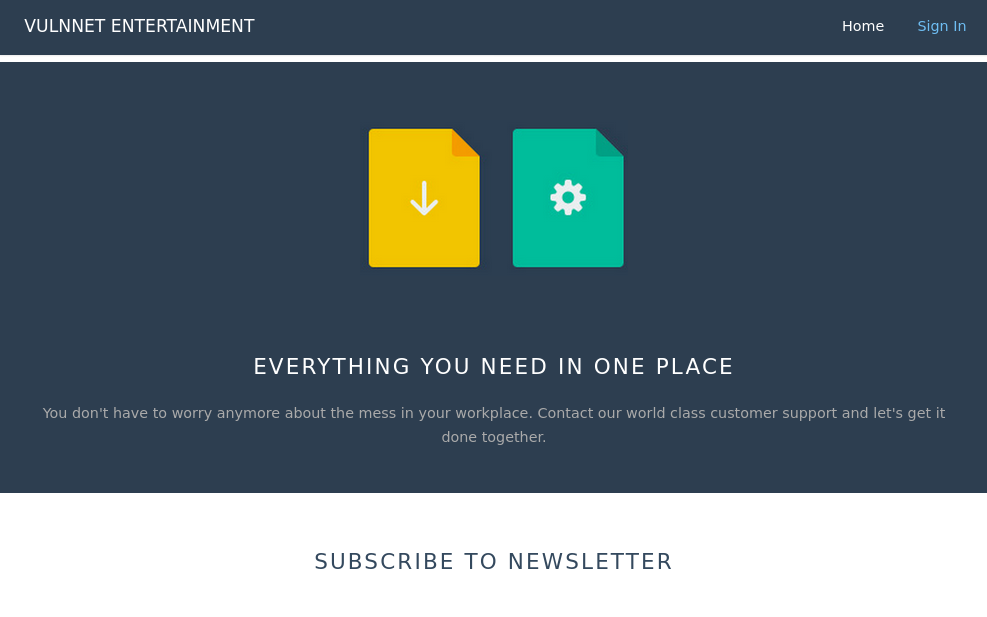 VULNNET ENTERTAINMENT
Home
Sign In
EVERYTHING YOU NEED IN ONE PLACE
You don't have to worry anymore about the mess in your workplace. Contact our world class customer support and let's get it
done together.
SUBSCRIBE TO NEWSLETTER